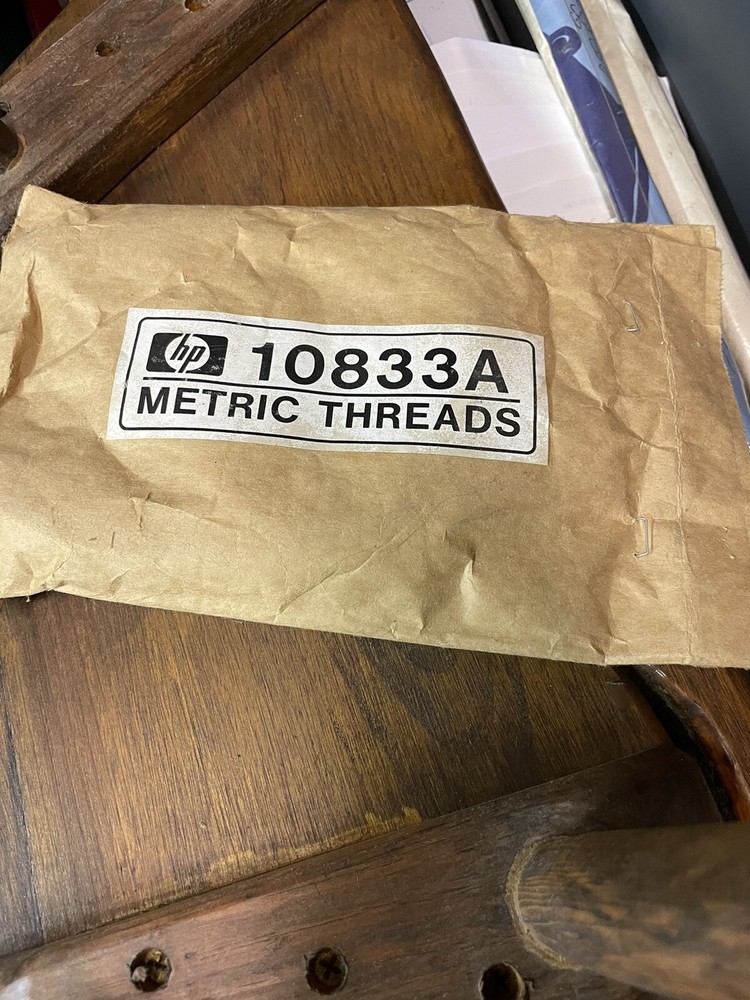 hp 10833A
METRIC THREADS